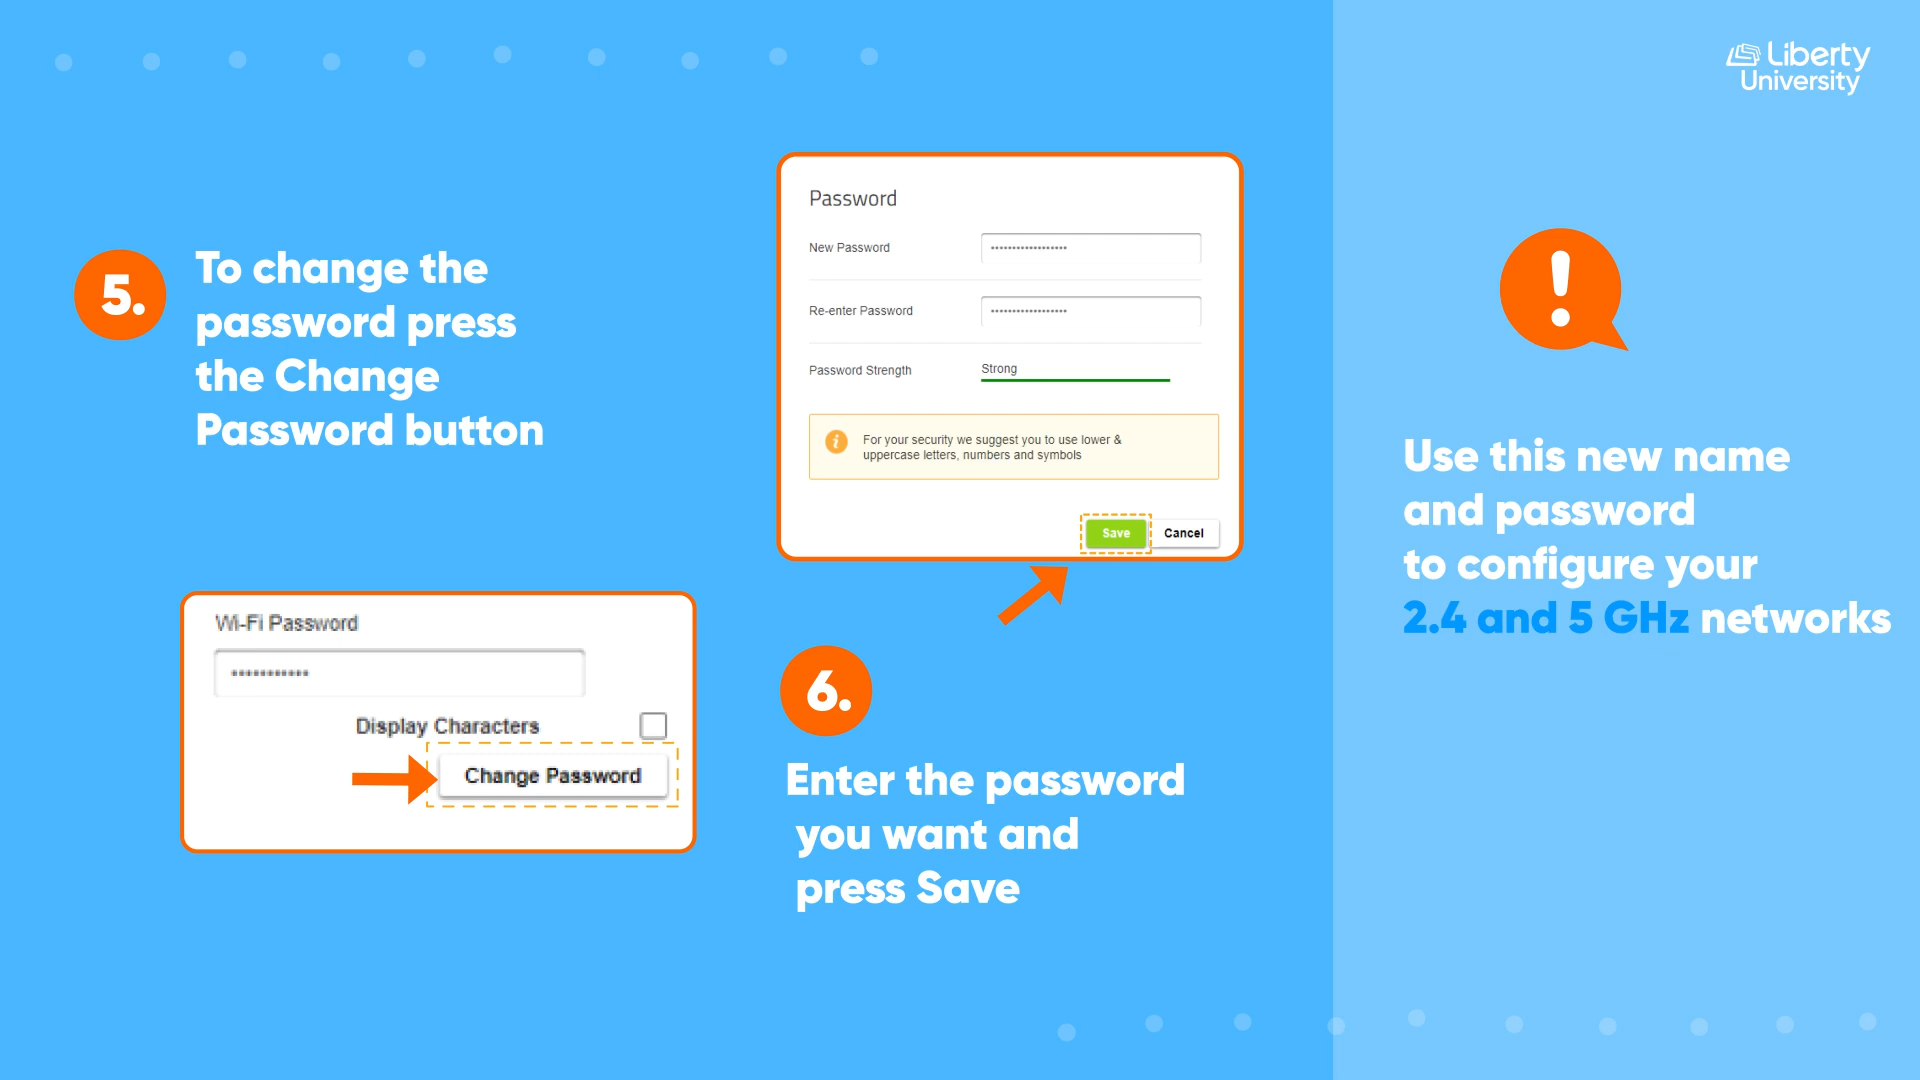 Liberty
University
5.
To change the
password press
the Change
Password button
Wi-Fi Password
•••••••••••
Display Characters
Change Password
Password
New Password
••••••••••••••••••
Re-enter Password
••••••••••••••••••
Password Strength
Strong
i
For your security we suggest you to use lower &
uppercase letters, numbers and symbols
Save
Cancel
6.
Enter the password
you want and
press Save
!
Use this new name
and password
to configure your
2.4 and 5 GHz networks